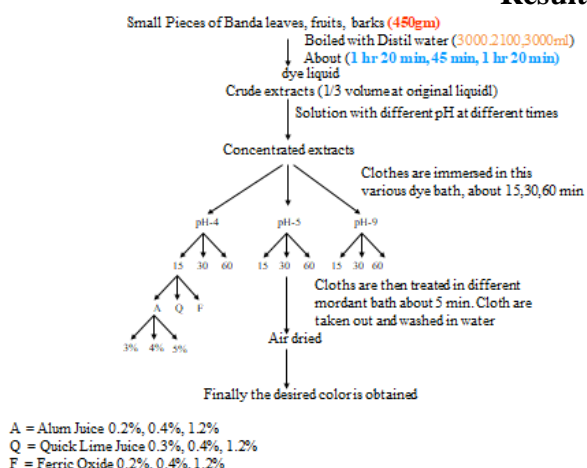 Result
Small Pieces of Banda leaves, fruits, barks (450gm)
Boiled with Distil water (3000.2100,3000ml)
About (1 hr 20 min, 45 min, 1 hr 20 min)
dye liquid
Crude extracts (1/3 volume at original liquidl)
Solution with different pH at different times
Concentrated extracts
Clothes are immersed in this
various dye bath, about 15,30,60 min
pH-4 pH-5 pH-9
15 30 60 15 30 60 15 30 60
Cloths are then treated in different
mordant bath about 5 min. Cloth are
taken out and washed in water
A Q F
Air dried
3% 4% 5%
Finally the desired color is obtained
A = Alum Juice 0.2%, 0.4%, 1.2%
Q = Quick Lime Juice 0.3%, 0.4%, 1.2%
F = Ferric Oxide 0.2%, 0.4%, 1.2%